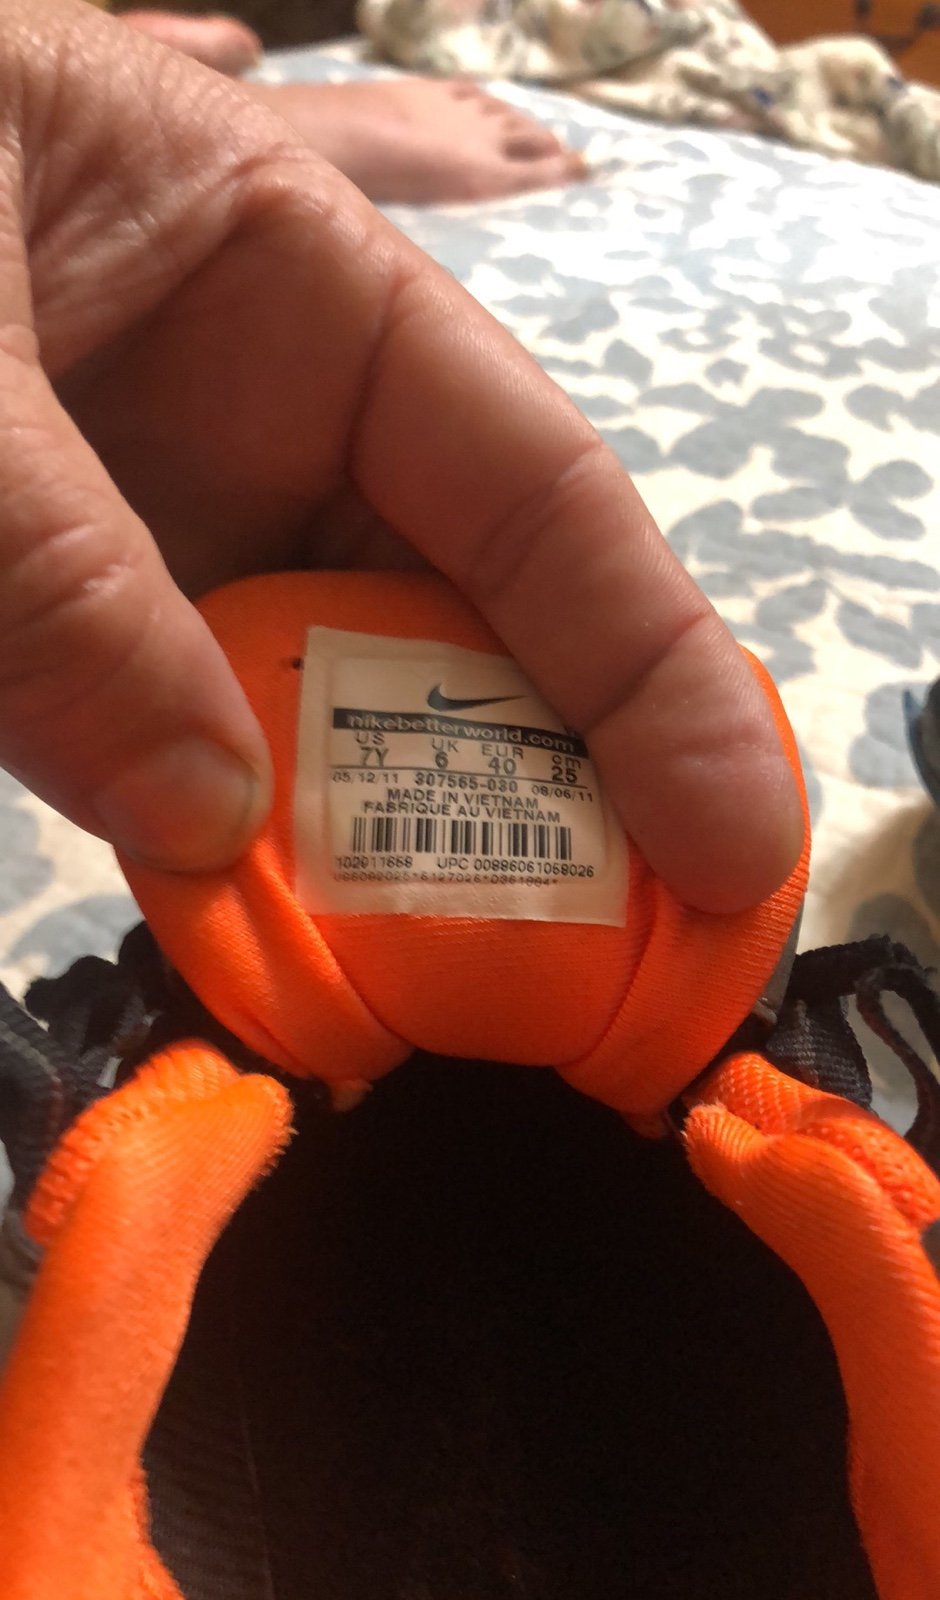 nikebetterworld.com
US UK EUR cm
7Y 6 40 25
05/12/11 307565-030 08/06/11
MADE IN VIETNAM
FABRIQUE AU VIETNAM
102911658 UPC 00886061058026